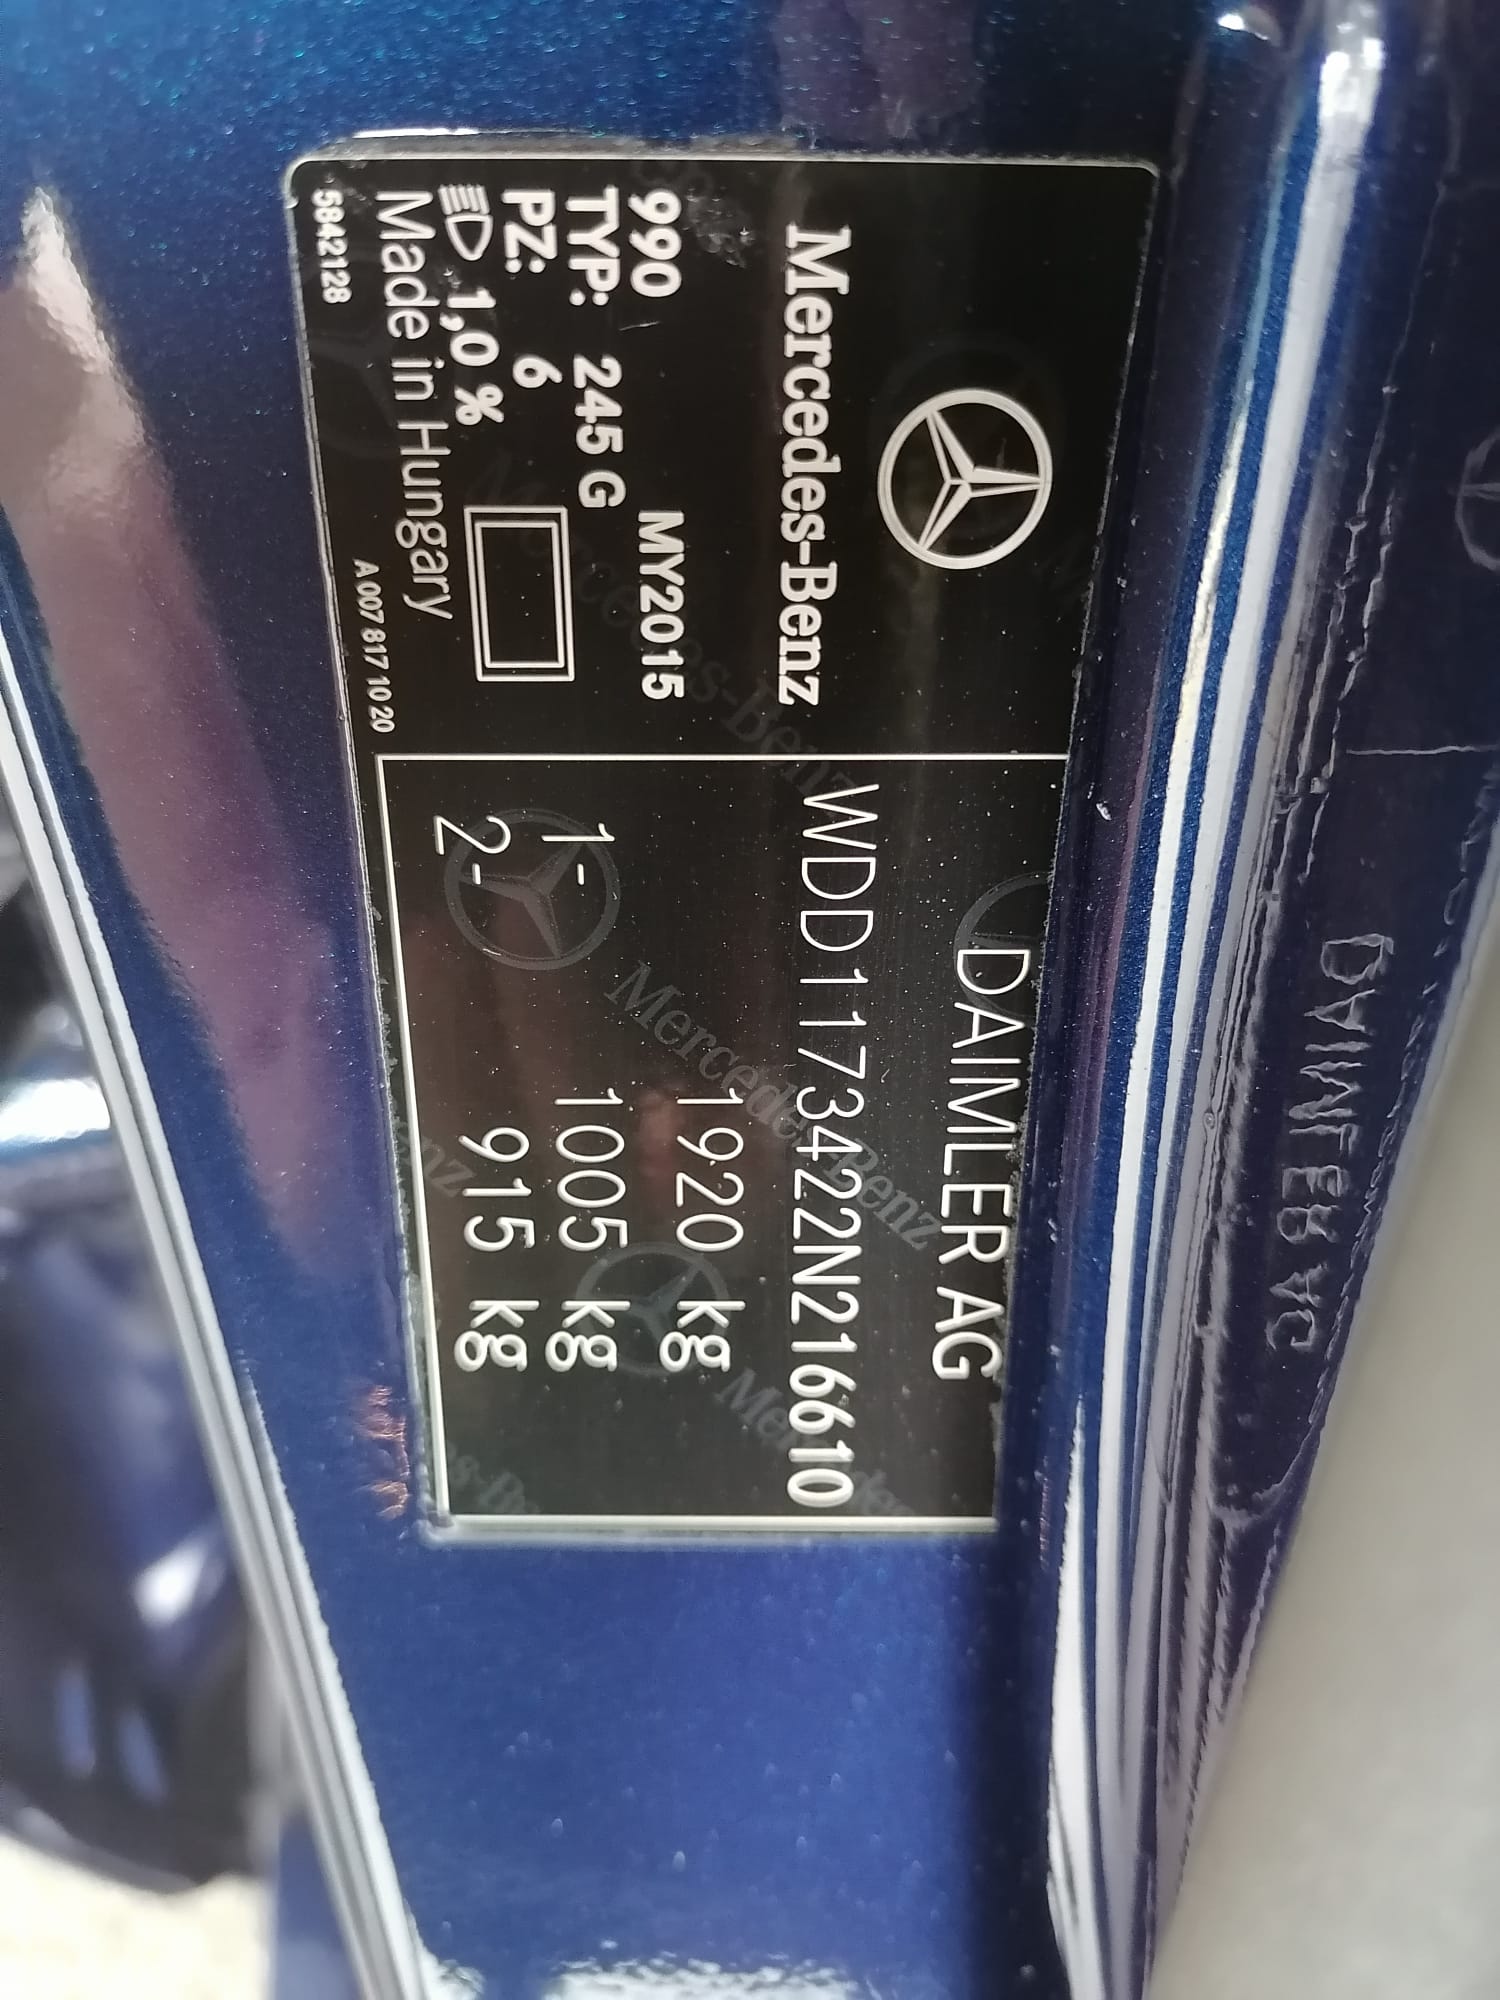 Mercedes-Benz
990 MY2015
TYP: 245 G
PZ: 6
1,0 %
Made in Hungary
5842128 A 007 817 10 20
DAIMLER AG
WDD1173422N216610
1920 kg
1- 1005 kg
2- 915 kg